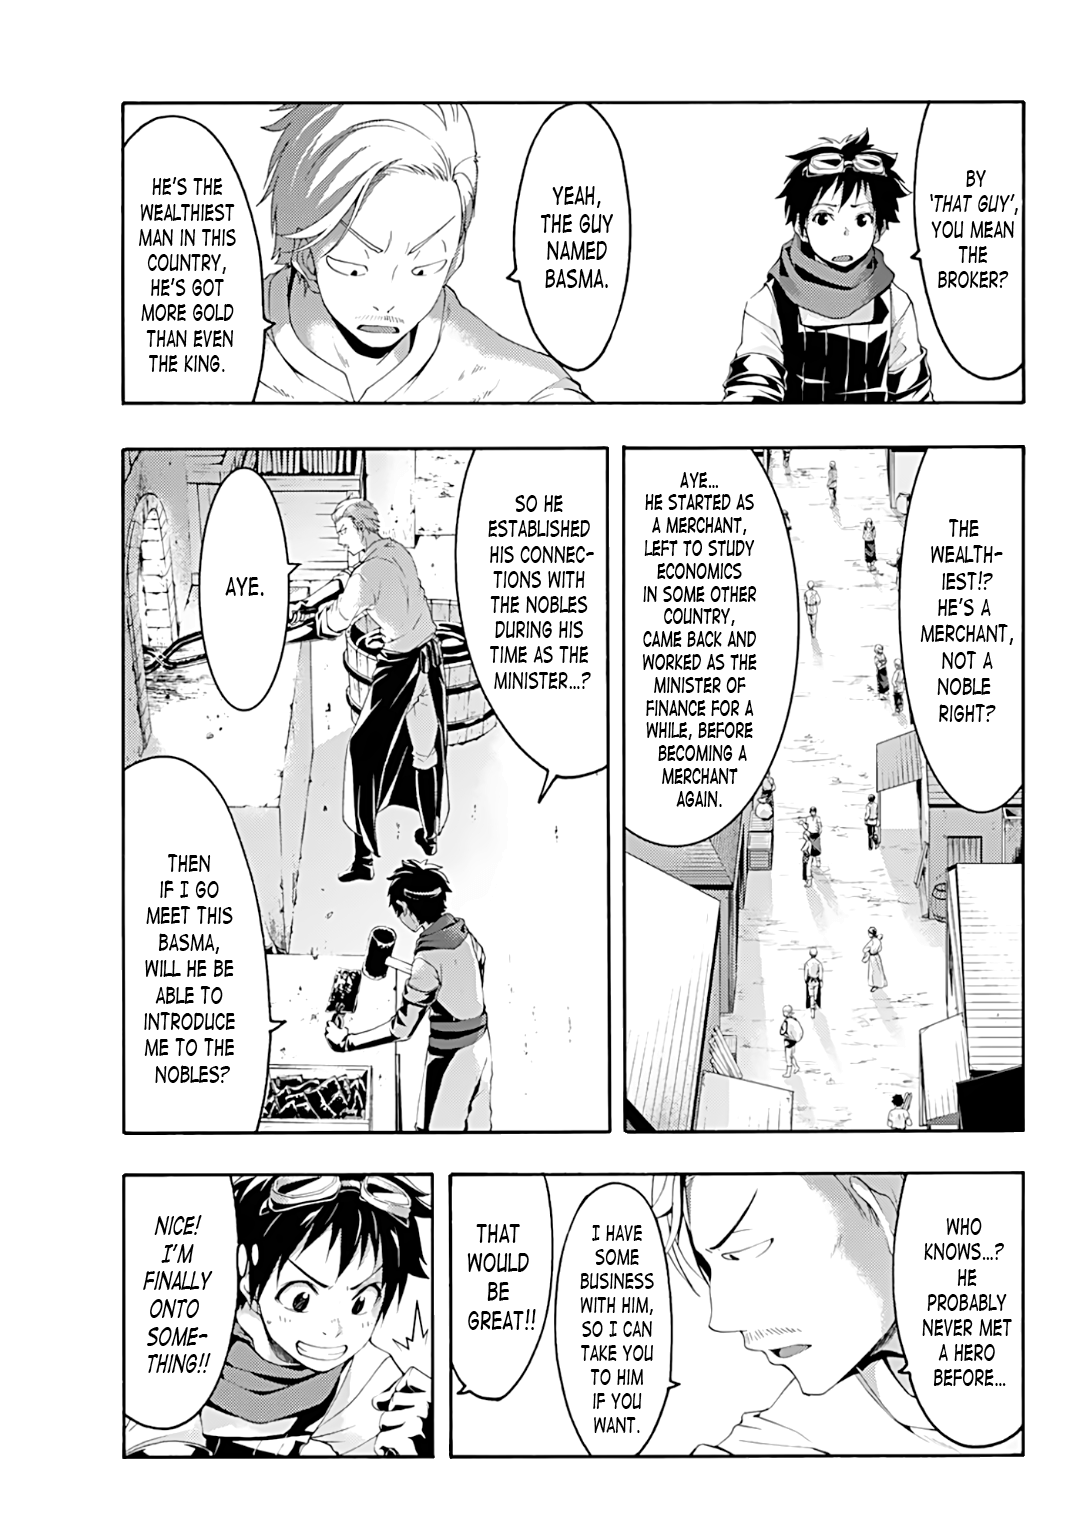 BY
'THAT GUY',
YOU MEAN
THE
BROKER?
YEAH,
THE GUY
NAMED
BASMA.
HE'S THE
WEALTHIEST
MAN IN THIS
COUNTRY,
HE'S GOT
MORE GOLD
THAN EVEN
THE KING.
THE
WEALTH-
IEST!?
HE'S A
MERCHANT,
NOT A
NOBLE
RIGHT?
AYE...
HE STARTED AS
A MERCHANT,
LEFT TO STUDY
ECONOMICS
IN SOME OTHER
COUNTRY,
CAME BACK AND
WORKED AS THE
MINISTER OF
FINANCE FOR A
WHILE, BEFORE
BECOMING A
MERCHANT
AGAIN.
SO HE
ESTABLISHED
HIS CONNEC-
TIONS WITH
THE NOBLES
DURING HIS
TIME AS THE
MINISTER...?
AYE.
THEN
IF I GO
MEET THIS
BASMA,
WILL HE BE
ABLE TO
INTRODUCE
ME TO THE
NOBLES?
WHO
KNOWS...?
HE
PROBABLY
NEVER MET
A HERO
BEFORE...
I HAVE
SOME
BUSINESS
WITH HIM,
SO I CAN
TAKE YOU
TO HIM
IF YOU
WANT.
THAT
WOULD
BE
GREAT!!
NICE!
I'M
FINALLY
ONTO
SOME-
THING!!